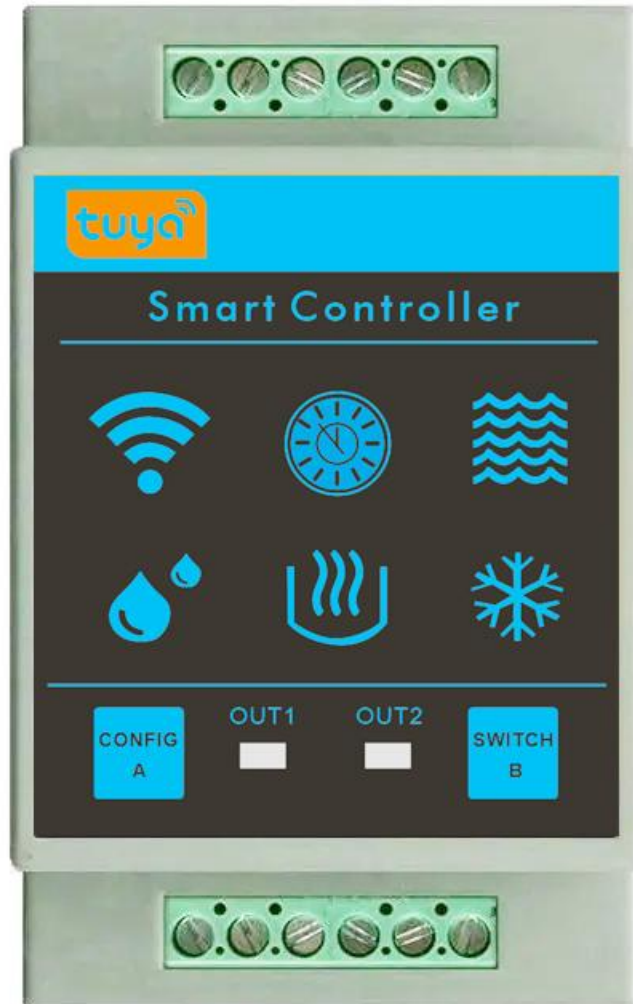 tuya
Smart Controller
OUT1 OUT2
CONFIG
A
SWITCH
B